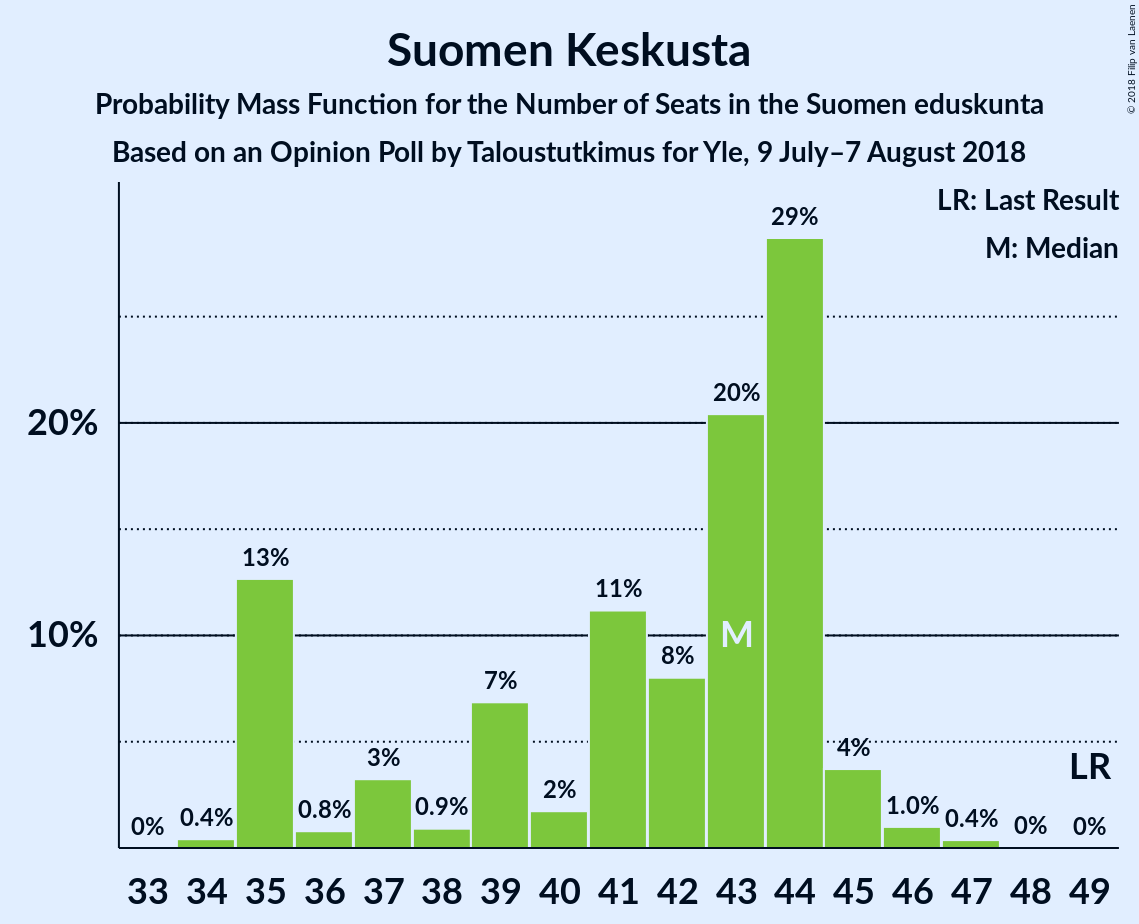 Suomen Keskusta
Probability Mass Function for the Number of Seats in the Suomen eduskunta
Based on an Opinion Poll by Taloustutkimus for Yle, 9 July–7 August 2018
© 2018 Filip van Laenen
LR: Last Result
M: Median
20%
10%
0%
0.4%
13%
0.8%
3%
0.9%
7%
2%
11%
8%
20%
29%
4%
1.0%
0.4%
0%
0%
M
LR
33 34 35 36 37 38 39 40 41 42 43 44 45 46 47 48 49